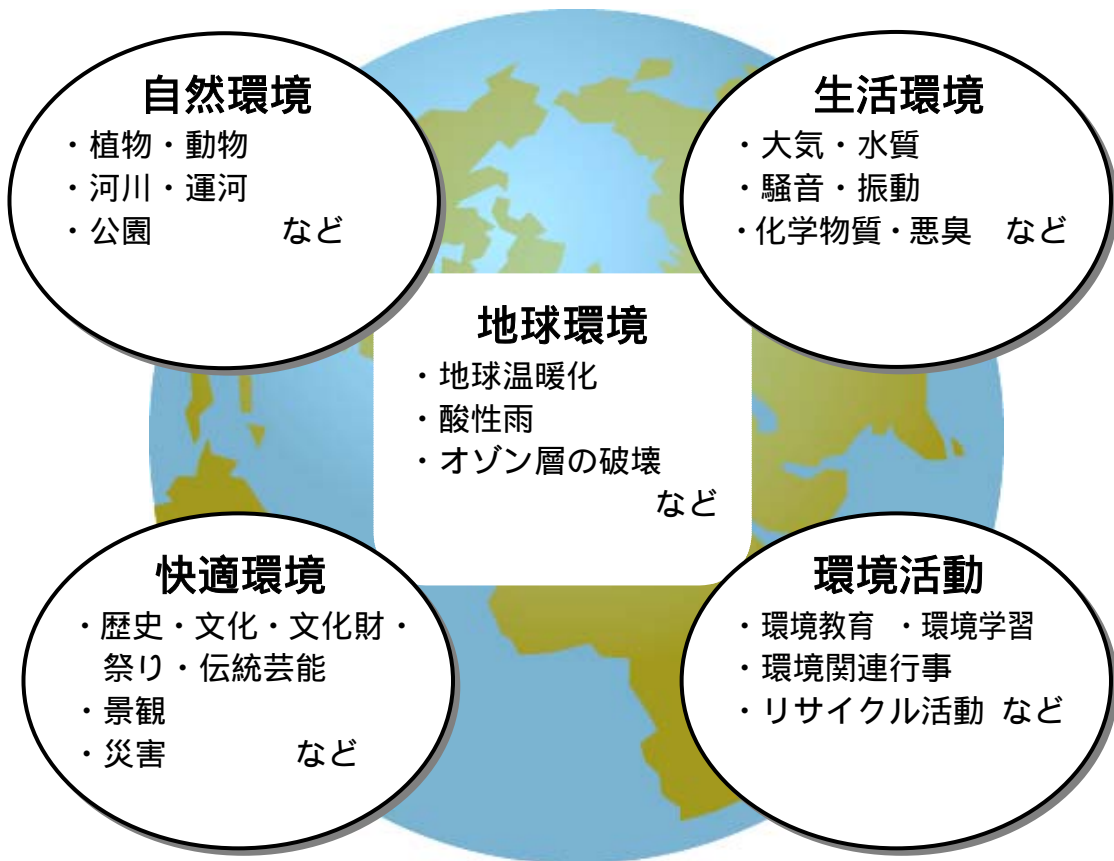 自然環境
・植物・動物
・河川・運河
・公園 など
生活環境
・大気・水質
・騒音・振動
・化学物質・悪臭 など
地球環境
・地球温暖化
・酸性雨
・オゾン層の破壊
など
快適環境
・歴史・文化・文化財・
祭り・伝統芸能
・景観
・災害 など
環境活動
・環境教育 ・環境学習
・環境関連行事
・リサイクル活動 など